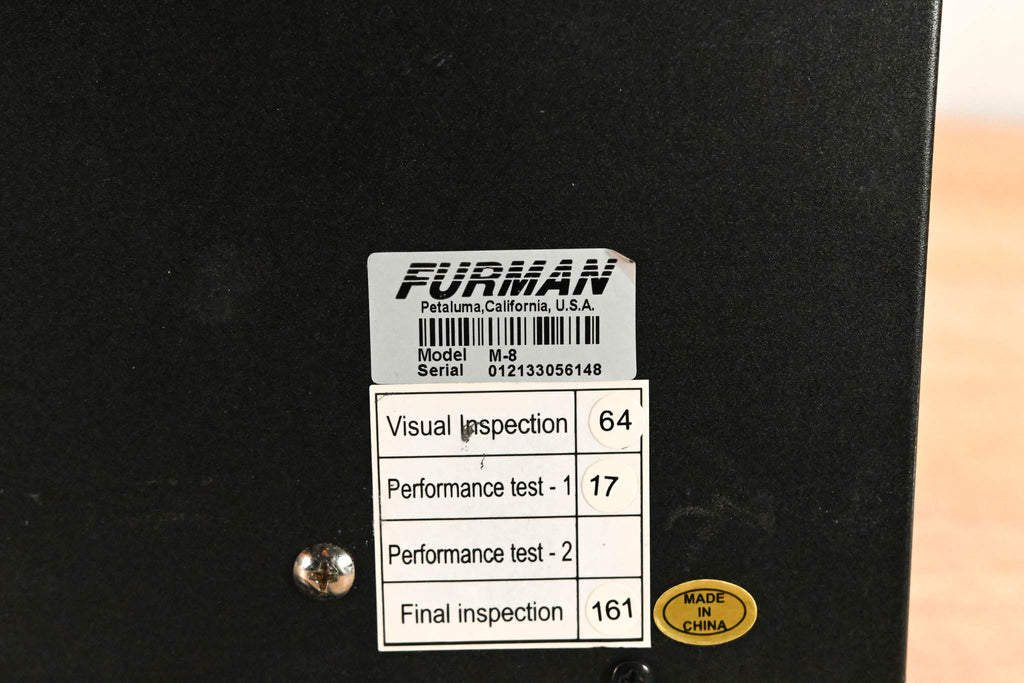 FURMAN
Petaluma,California, U.S.A.
Model M-8
Serial 012133056148
Visual Inspection 64
Performance test - 1 17
Performance test - 2
Final inspection 161
MADE
IN
CHINA